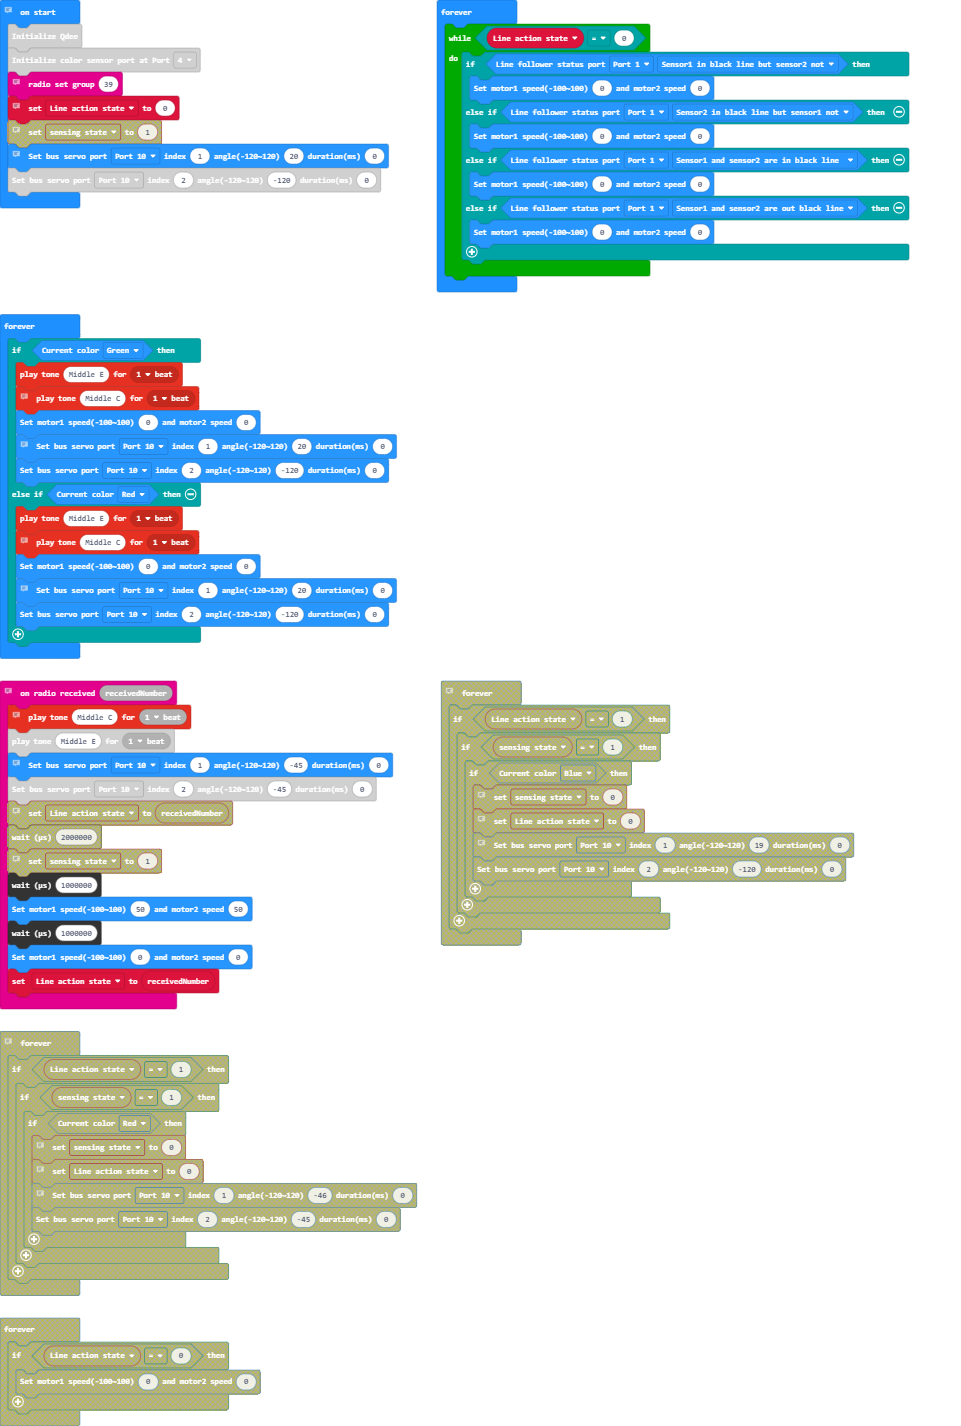 on start
Initialize Qdee
Initialize color sensor port at Port 4
radio set group 39
set Line action state to 0
set sensing state to 1
Set bus servo port Port 10 index 1 angle(-120~120) 20 duration(ms) 0
Set bus servo port Port 10 index 2 angle(-120~120) -120 duration(ms) 0
forever
while Line action state = 0
do if Line follower status port Port 1 Sensor1 in black line but sensor2 not then
Set motor1 speed(-100~100) 0 and motor2 speed 0
else if Line follower status port Port 1 Sensor2 in black line but sensor1 not then
Set motor1 speed(-100~100) 0 and motor2 speed 0
else if Line follower status port Port 1 Sensor1 and sensor2 are in black line then
Set motor1 speed(-100~100) 0 and motor2 speed 0
else if Line follower status port Port 1 Sensor1 and sensor2 are out black line then
Set motor1 speed(-100~100) 0 and motor2 speed 0
forever
if Current color Green then
play tone Middle E for 1 beat
play tone Middle C for 1 beat
Set motor1 speed(-100~100) 0 and motor2 speed 0
Set bus servo port Port 10 index 1 angle(-120~120) 20 duration(ms) 0
Set bus servo port Port 10 index 2 angle(-120~120) -120 duration(ms) 0
else if Current color Red then
play tone Middle E for 1 beat
play tone Middle C for 1 beat
Set motor1 speed(-100~100) 0 and motor2 speed 0
Set bus servo port Port 10 index 1 angle(-120~120) 20 duration(ms) 0
Set bus servo port Port 10 index 2 angle(-120~120) -120 duration(ms) 0
on radio received receivedNumber
play tone Middle C for 1 beat
play tone Middle E for 1 beat
Set bus servo port Port 10 index 1 angle(-120~120) -45 duration(ms) 0
Set bus servo port Port 10 index 2 angle(-120~120) -45 duration(ms) 0
set Line action state to receivedNumber
wait (µs) 2000000
set sensing state to 1
wait (µs) 1000000
Set motor1 speed(-100~100) 50 and motor2 speed 50
wait (µs) 1000000
Set motor1 speed(-100~100) 0 and motor2 speed 0
set Line action state to receivedNumber
forever
if Line action state = 1 then
if sensing state = 1 then
if Current color Blue then
set sensing state to 0
set Line action state to 0
Set bus servo port Port 10 index 1 angle(-120~120) 19 duration(ms) 0
Set bus servo port Port 10 index 2 angle(-120~120) -120 duration(ms) 0
forever
if Line action state = 1 then
if sensing state = 1 then
if Current color Red then
set sensing state to 0
set Line action state to 0
Set bus servo port Port 10 index 1 angle(-120~120) -46 duration(ms) 0
Set bus servo port Port 10 index 2 angle(-120~120) -45 duration(ms) 0
forever
if Line action state = 0 then
Set motor1 speed(-100~100) 0 and motor2 speed 0